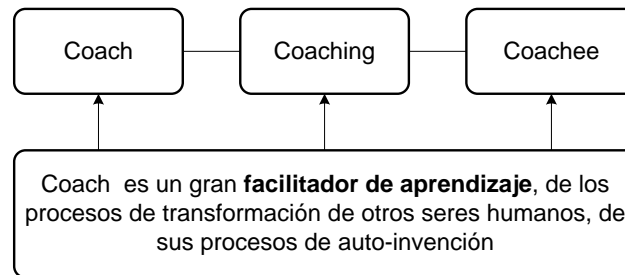 Coach
Coaching
Coachee
Coach es un gran facilitador de aprendizaje, de los
procesos de transformación de otros seres humanos, de
sus procesos de auto-invención